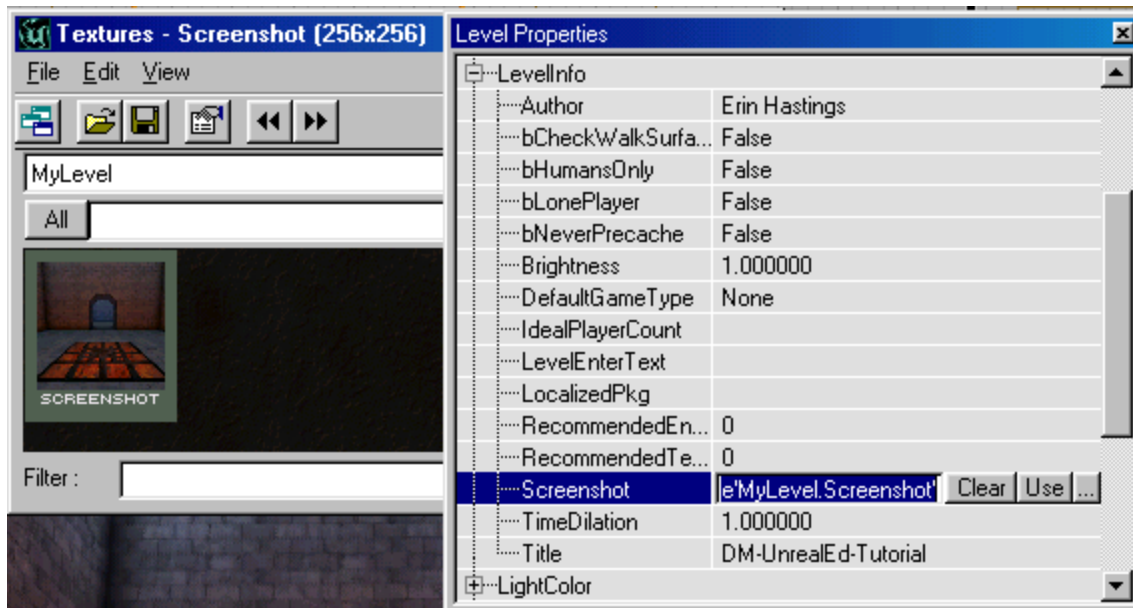 Textures - Screenshot (256x256)
File Edit View
MyLevel
All
SCREENSHOT
Filter :
Level Properties
LevelInfo
Author Erin Hastings
bCheckWalkSurfa... False
bHumansOnly False
bLonePlayer False
bNeverPrecache False
Brightness 1.000000
DefaultGameType None
IdealPlayerCount
LevelEnterText
LocalizedPkg
RecommendedEn... 0
RecommendedTe... 0
Screenshot e'MyLevel.Screenshot' Clear Use ...
TimeDilation 1.000000
Title DM-UnrealEd-Tutorial
LightColor